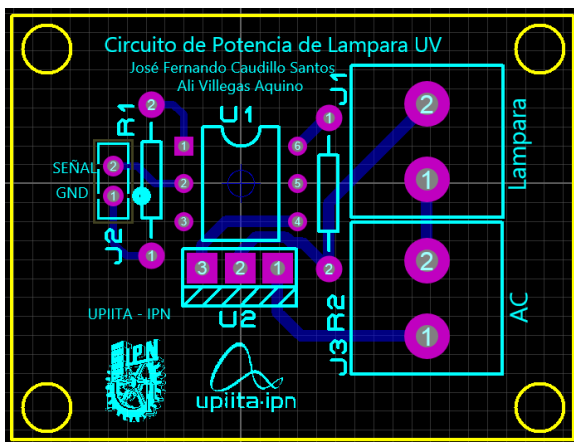 Circuito de Potencia de Lampara UV
José Fernando Caudillo Santos
Ali Villegas Aquino
R1
U1
J1
2
1
6
2
SEÑAL
2
2
5
1
Lampara
GND
1
3
4
J2
1
3
2
1
2
2
AC
U2
R2
J3
1
UPIITA - IPN
IPN
upiita-ipn